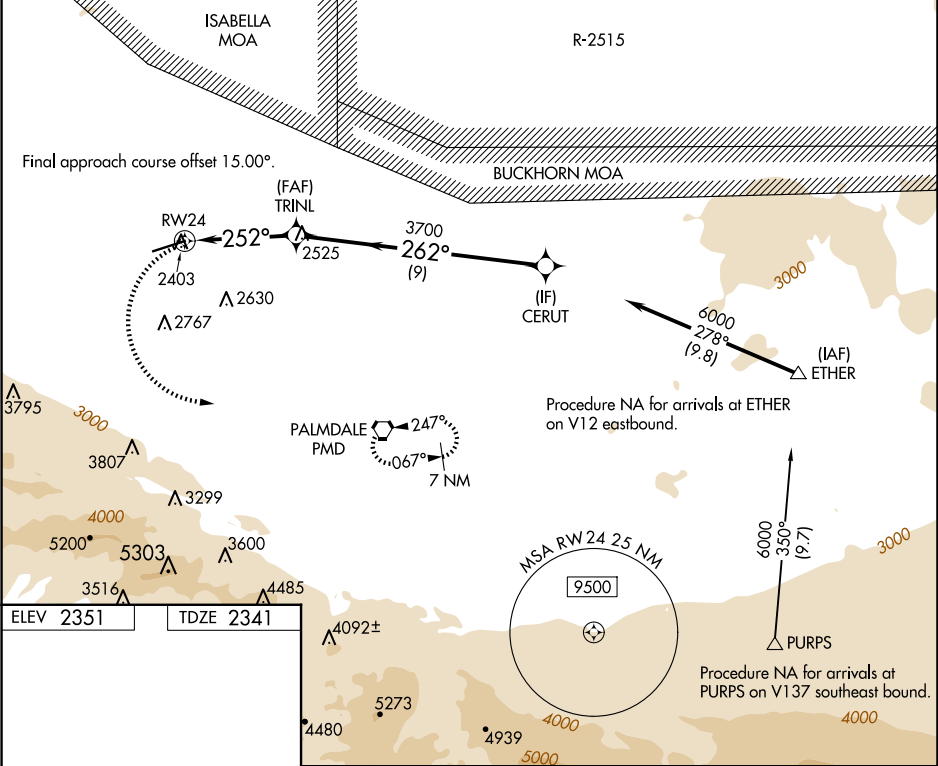 ISABELLA
MOA
R-2515
Final approach course offset 15.00°.
BUCKHORN MOA
(FAF)
TRINL
RW24
252°
2525
3700
262°
(9)
2403
2630
2767
(IF)
CERUT
3000
6000
278°
(9.8)
(IAF)
ETHER
Procedure NA for arrivals at ETHER
on V12 eastbound.
3795
3000
PALMDALE
PMD
247°
067°
7 NM
3807
3299
4000
5200
5303
3600
3516
4485
MSA RW24 25 NM
9500
6000
350°
(9.7)
3000
ELEV 2351
TDZE 2341
4092±
PURPS
Procedure NA for arrivals at
PURPS on V137 southeast bound.
5273
4480
4939
4000
5000
4000